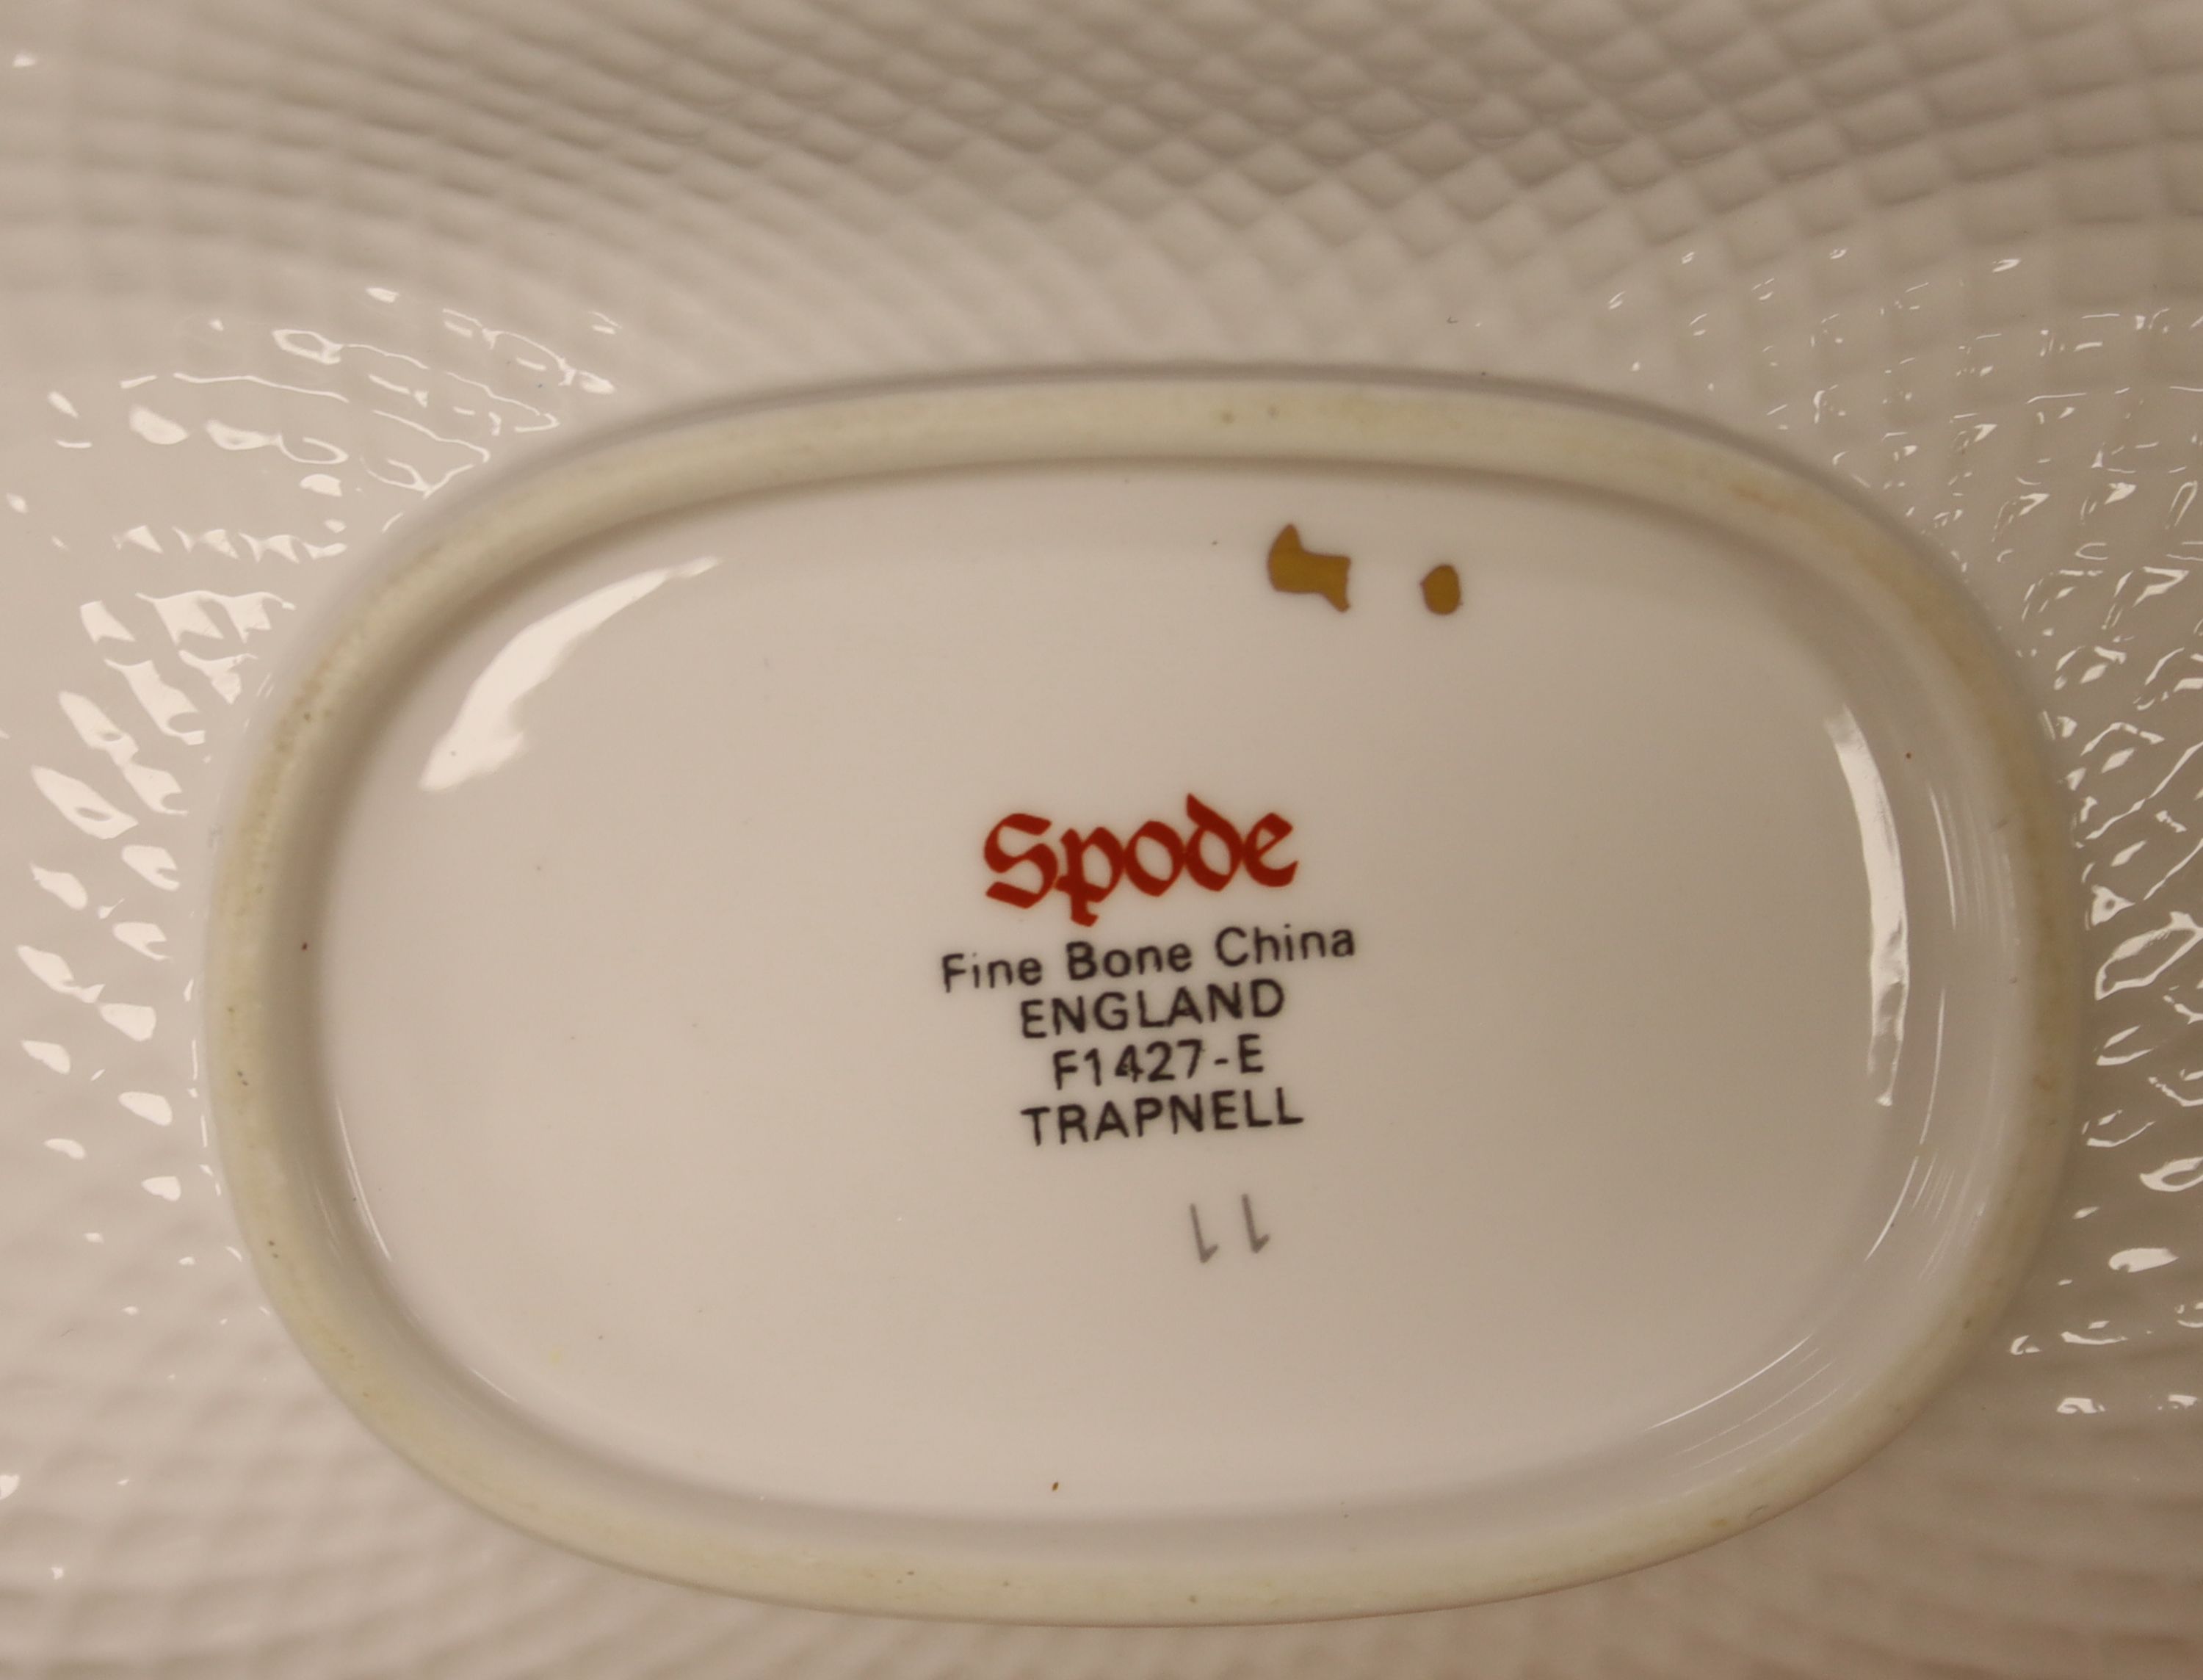 Spode
Fine Bone China
ENGLAND
F1427-E
TRAPNELL
11